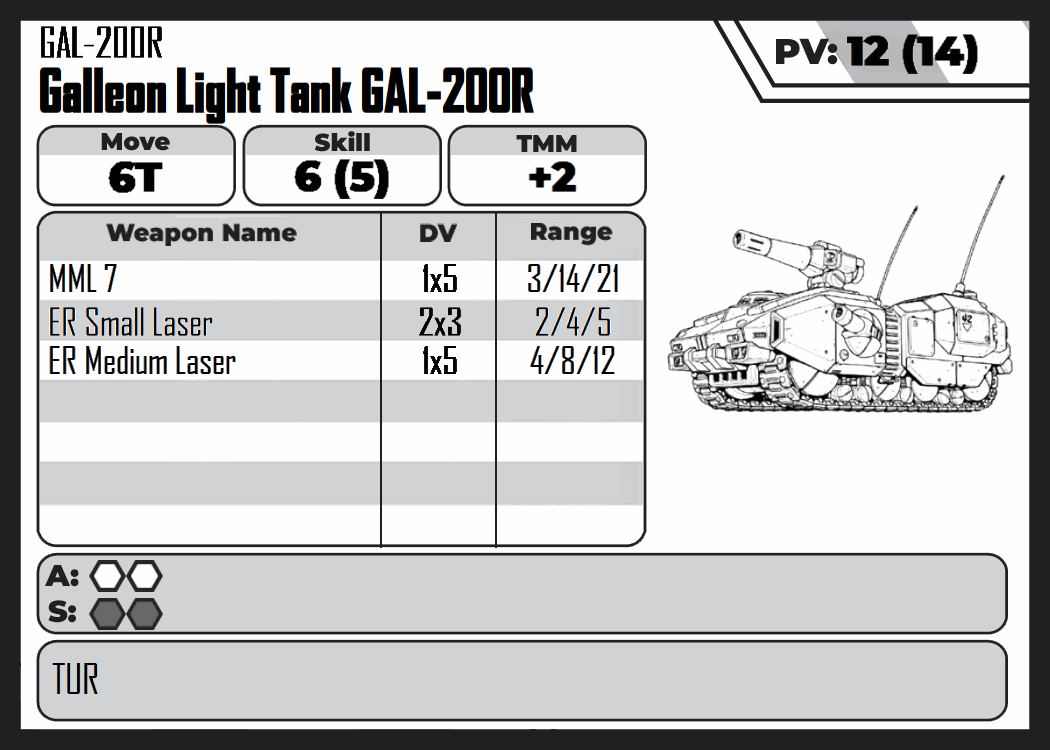 GAL-200R
PV: 12 (14)
Galleon Light Tank GAL-200R
Move Skill TMM
6T 6 (5) +2
Weapon Name DV Range
MML 7 1x5 3/14/21
ER Small Laser 2x3 2/4/5
ER Medium Laser 1x5 4/8/12
A:
S:
TUR